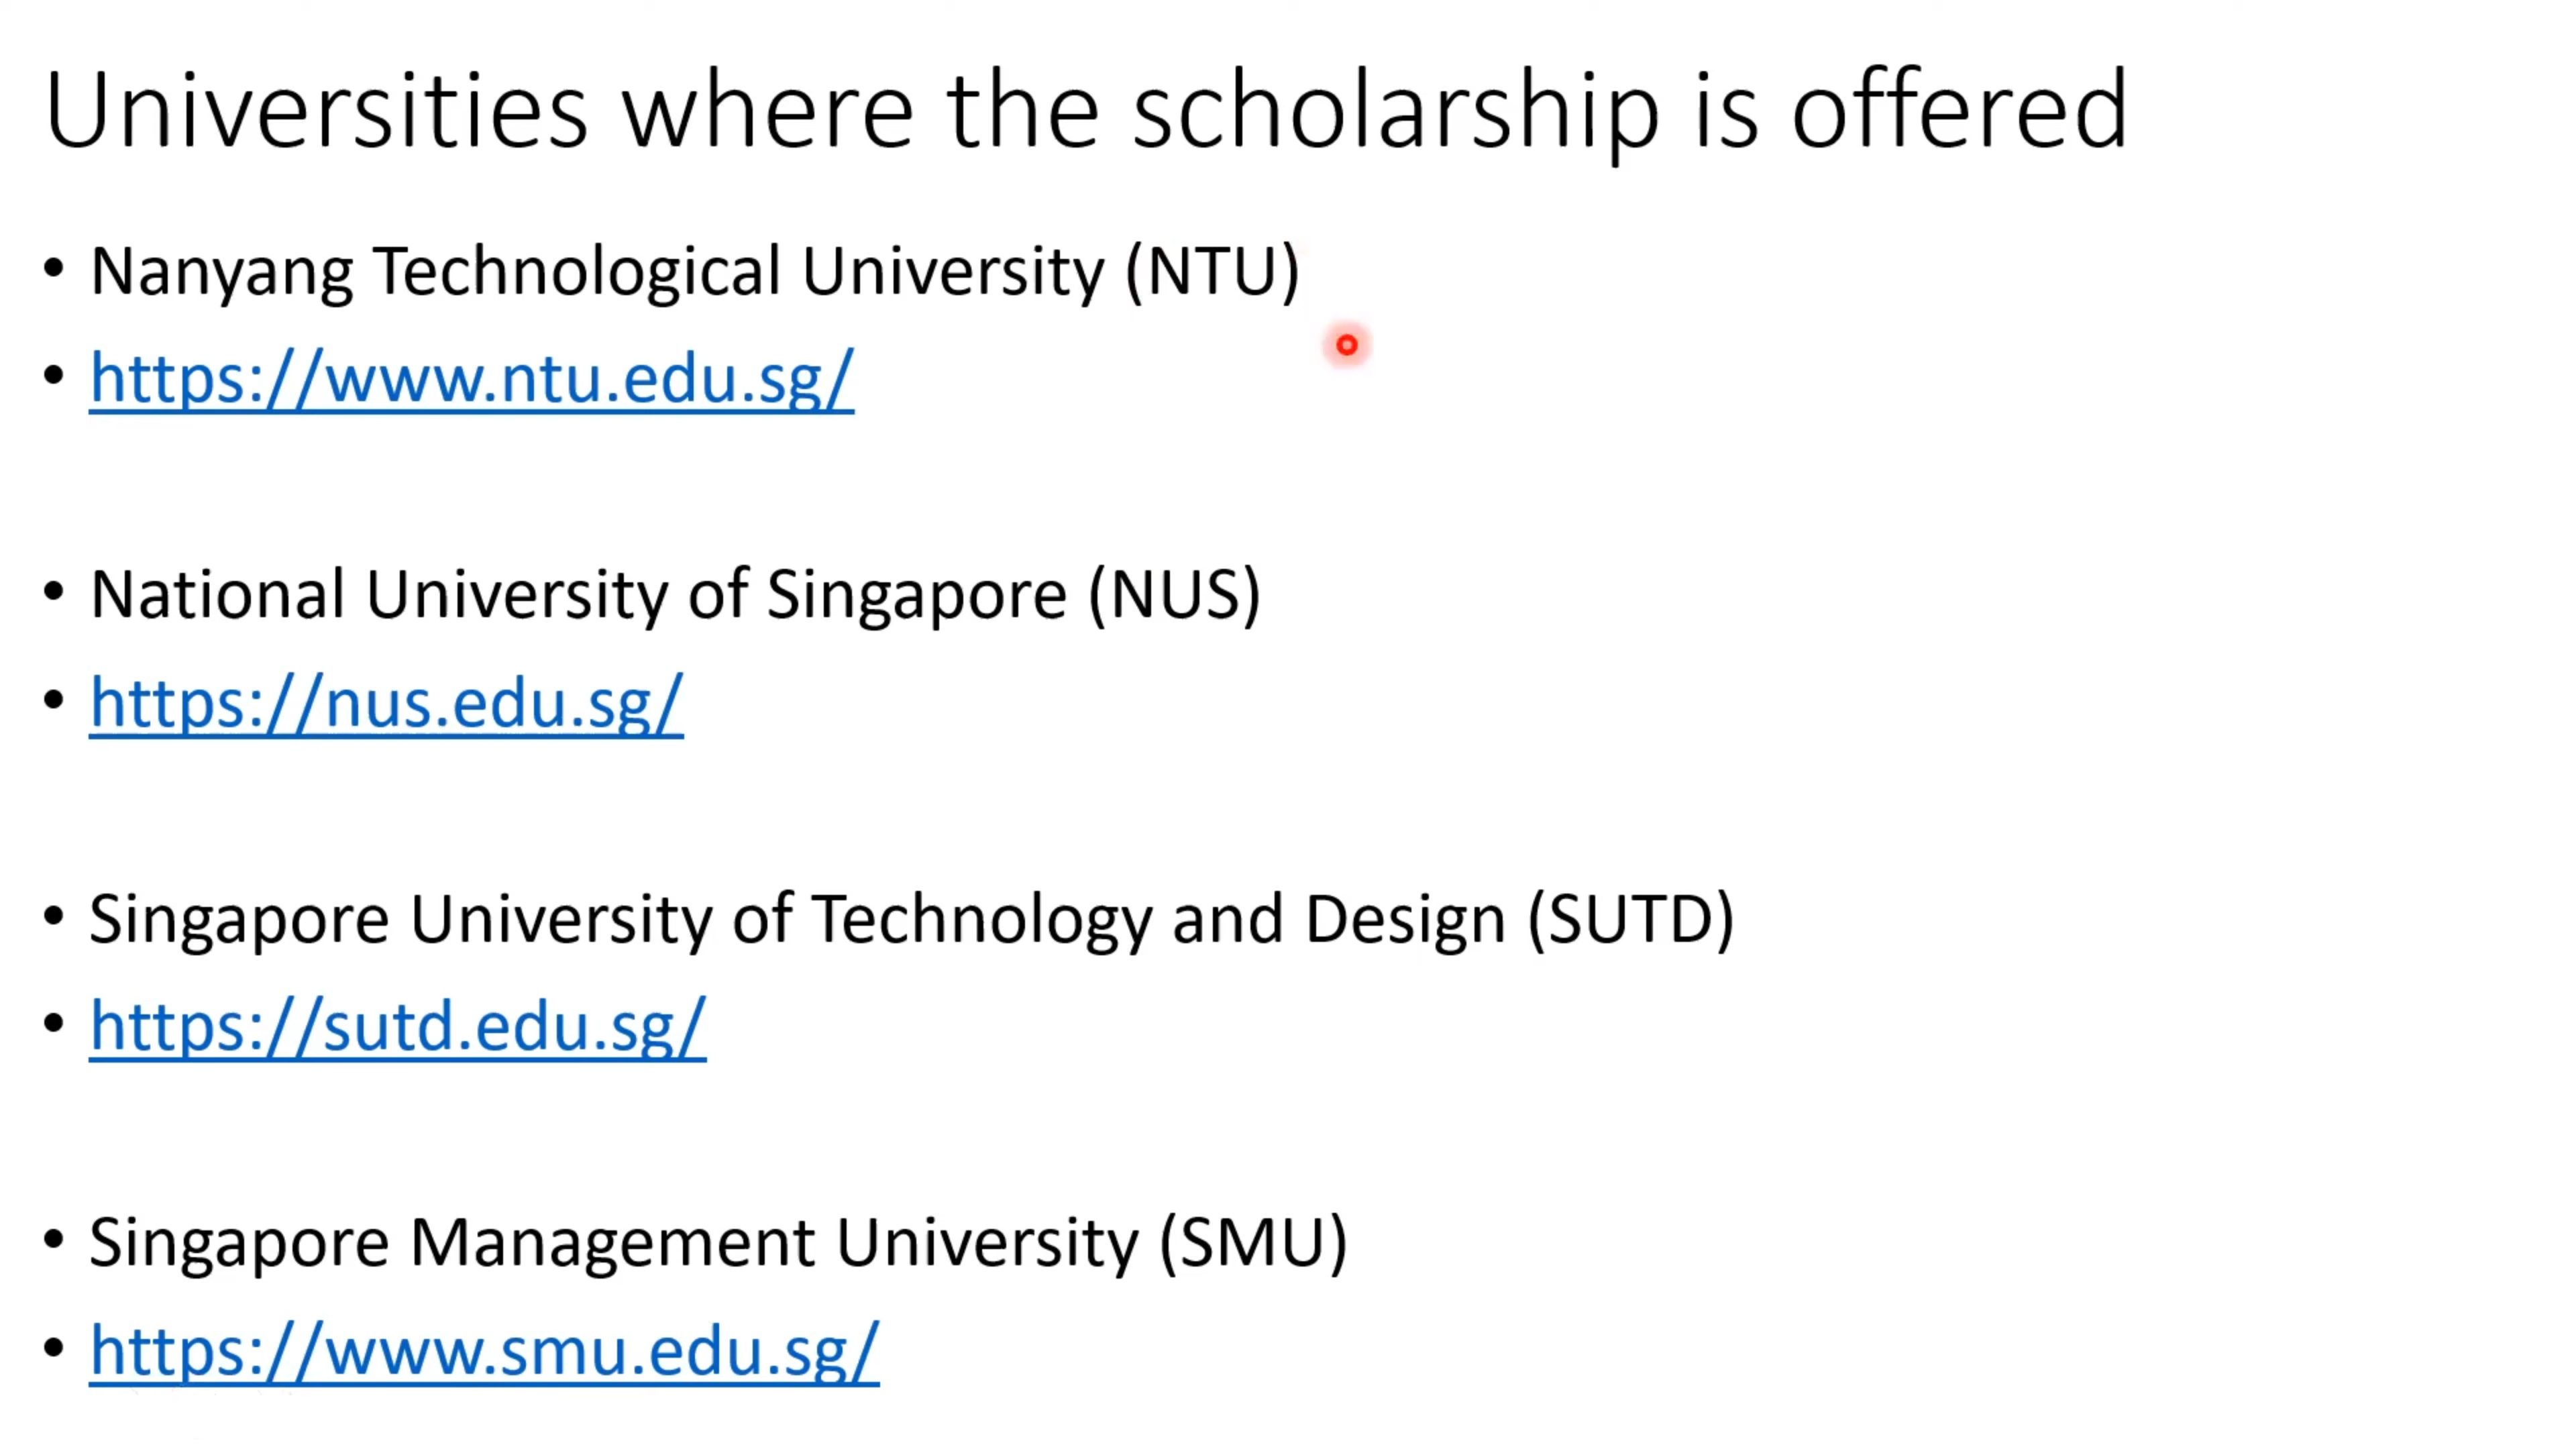 Universities where the scholarship is offered
• Nanyang Technological University (NTU)
• https://www.ntu.edu.sg/
• National University of Singapore (NUS)
• https://nus.edu.sg/
• Singapore University of Technology and Design (SUTD)
• https://sutd.edu.sg/
• Singapore Management University (SMU)
• https://www.smu.edu.sg/